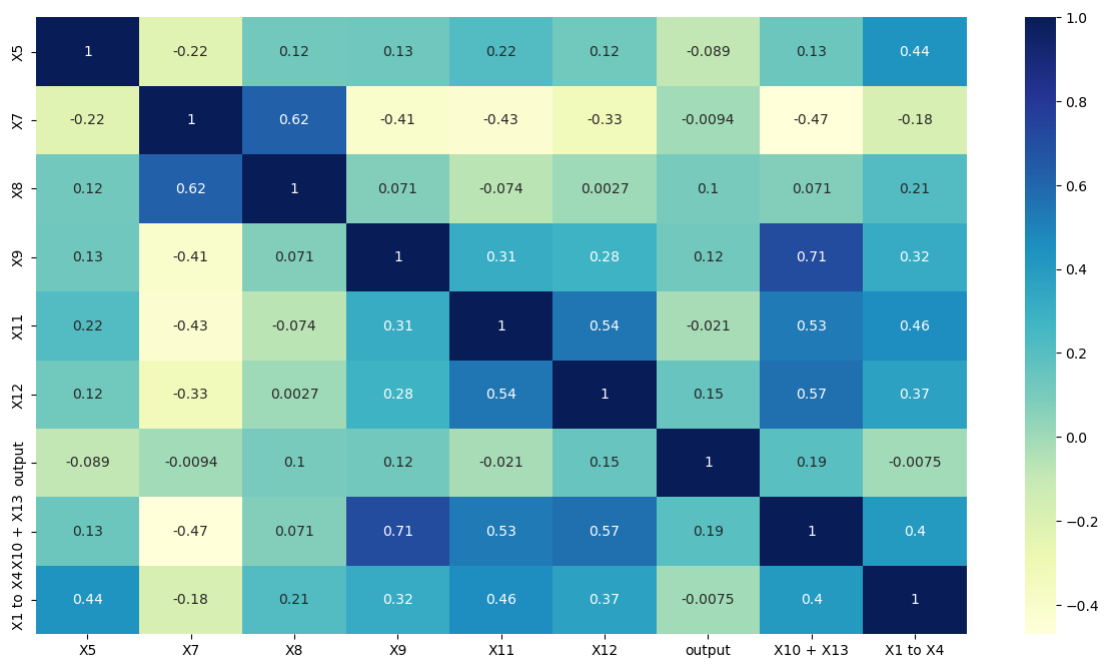 X5 1 -0.22 0.12 0.13 0.22 0.12 -0.089 0.13 0.44
X7 -0.22 1 0.62 -0.41 -0.43 -0.33 -0.0094 -0.47 -0.18
X8 0.12 0.62 1 0.071 -0.074 0.0027 0.1 0.071 0.21
X9 0.13 -0.41 0.071 1 0.31 0.28 0.12 0.71 0.32
X11 0.22 -0.43 -0.074 0.31 1 0.54 -0.021 0.53 0.46
X12 0.12 -0.33 0.0027 0.28 0.54 1 0.15 0.57 0.37
output -0.089 -0.0094 0.1 0.12 -0.021 0.15 1 0.19 -0.0075
X10 + X13 0.13 -0.47 0.071 0.71 0.53 0.57 0.19 1 0.4
X1 to X4 0.44 -0.18 0.21 0.32 0.46 0.37 -0.0075 0.4 1
X5 X7 X8 X9 X11 X12 output X10 + X13 X1 to X4
1.0
0.8
0.6
0.4
0.2
0.0
−0.2
−0.4